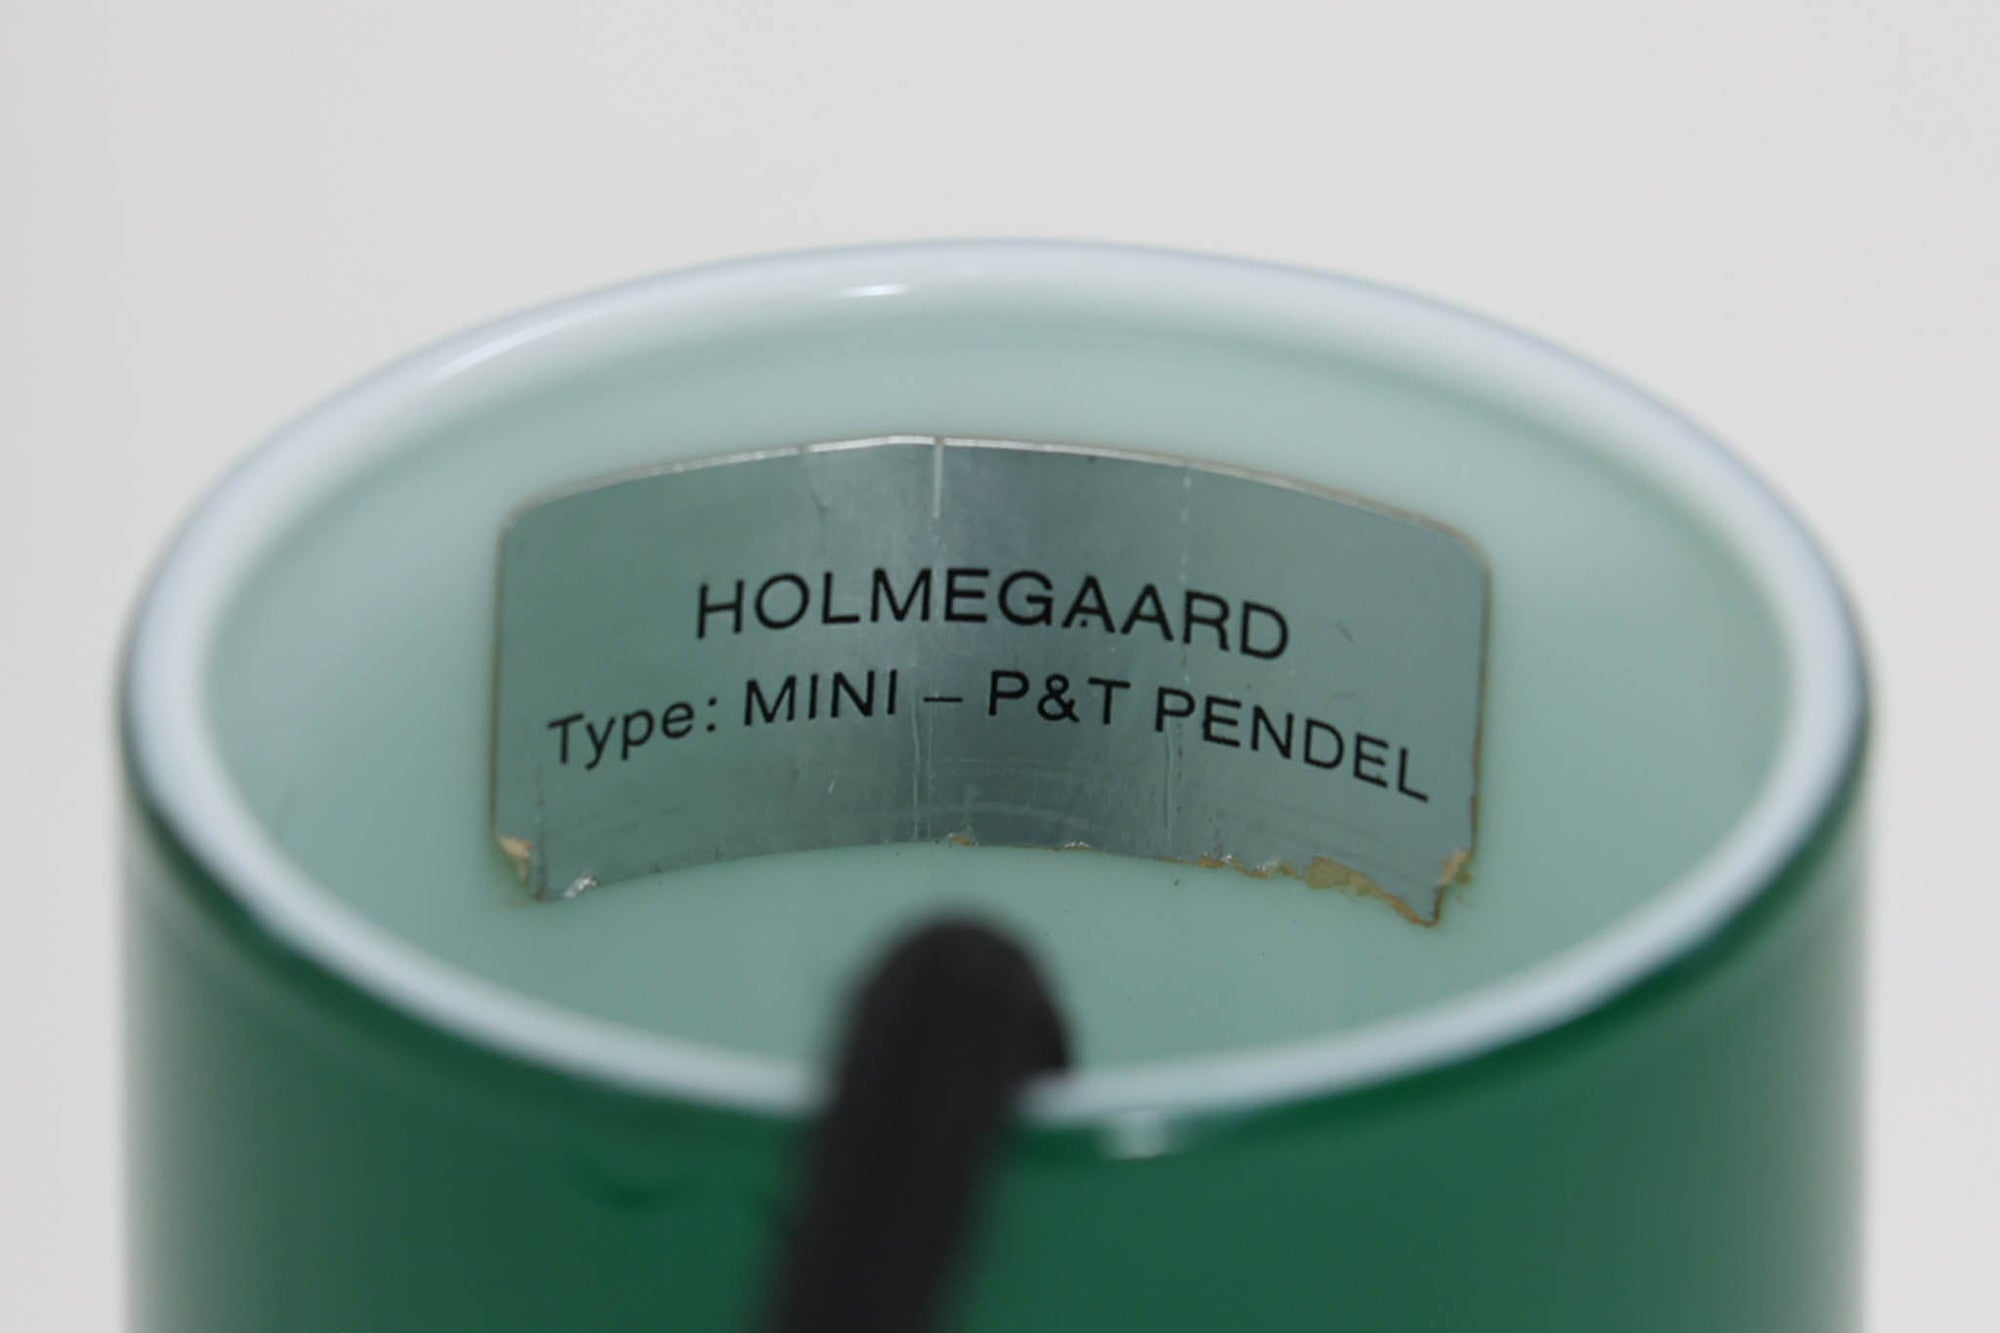 HOLMEGAARD
Type: MINI – P&T PENDEL